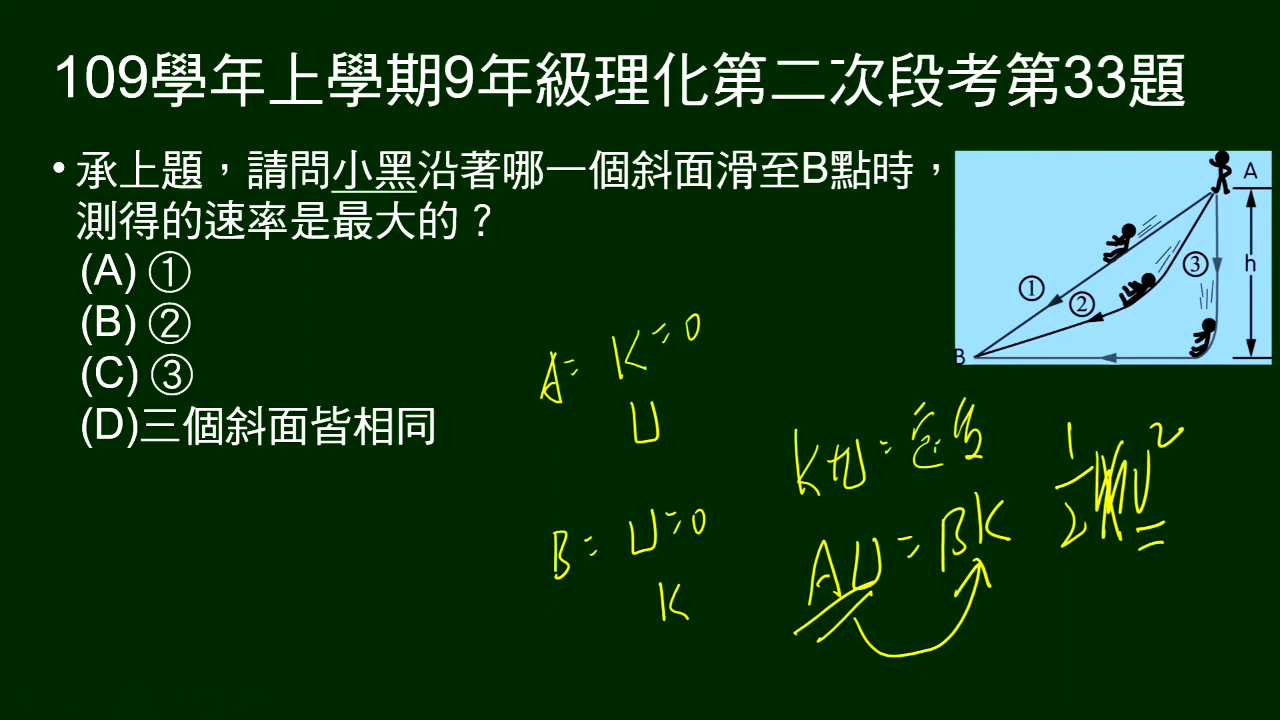 109學年上學期9年級理化第二次段考第33題
•承上題，請問小黑沿著哪一個斜面滑至B點時，
測得的速率是最大的？
(A) ①
(B) ②
(C) ③
(D)三個斜面皆相同
A
①
②
③
h
B
A= K=0
U
B= U=0
K
K+U=定值
AU=BK